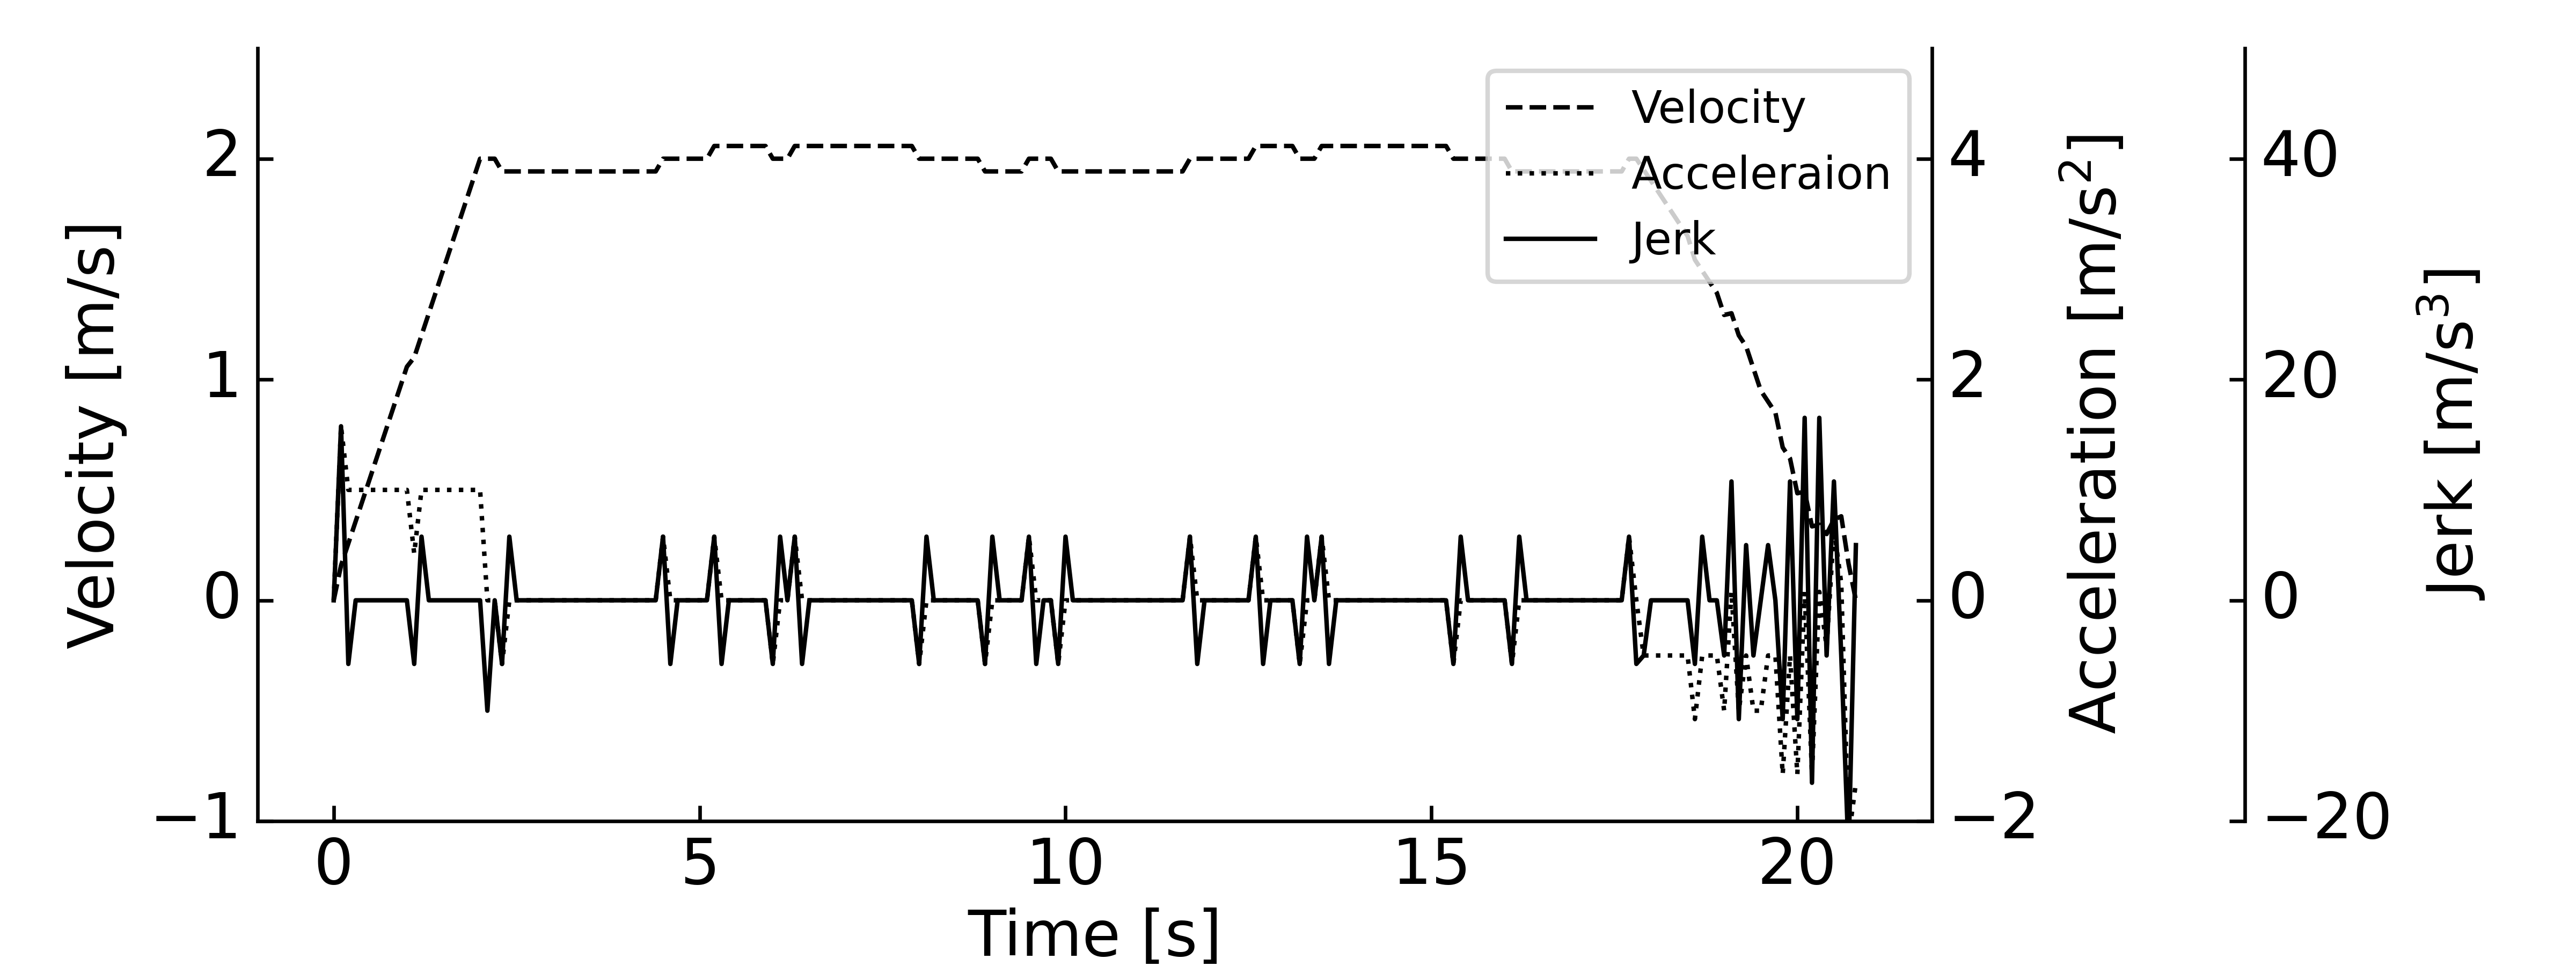 Velocity [m/s]
2
1
0
−1
0 5 10 15 20
Time [s]
Velocity
Acceleraion
Jerk
4
2
0
−2
Acceleration [m/s²]
40
20
0
−20
Jerk [m/s³]